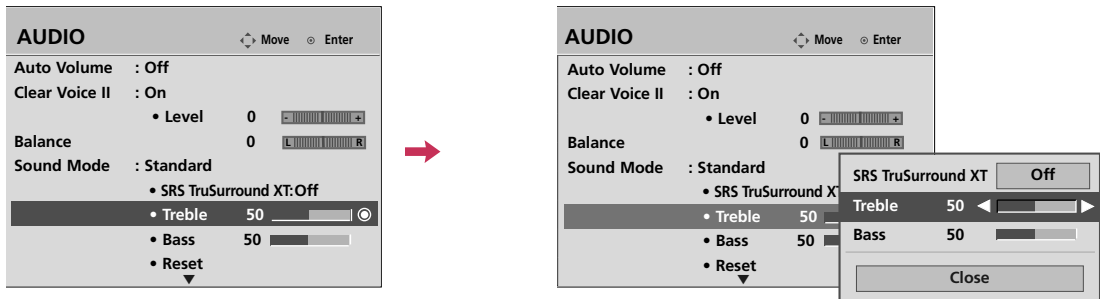 AUDIO Move Enter
Auto Volume : Off
Clear Voice II : On
• Level 0 - +
Balance 0 L R
Sound Mode : Standard
• SRS TruSurround XT:Off
• Treble 50
• Bass 50
• Reset
AUDIO Move Enter
Auto Volume : Off
Clear Voice II : On
• Level 0 - +
Balance 0 L R
Sound Mode : Standard
• SRS TruSurround XT
• Treble 50
• Bass 50
• Reset
SRS TruSurround XT Off
Treble 50
Bass 50
Close